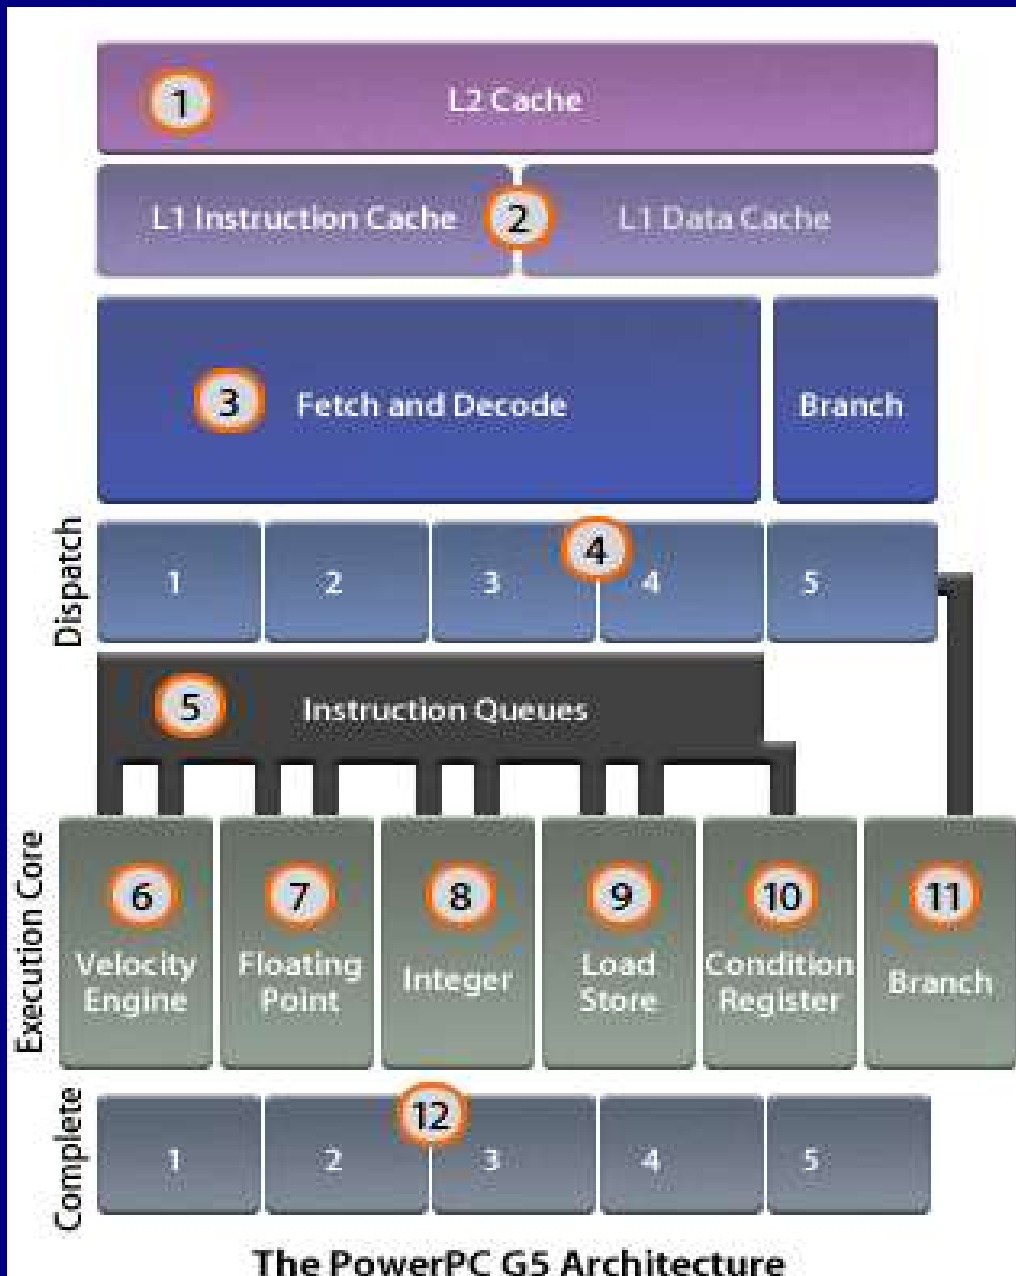 1 L2 Cache
L1 Instruction Cache 2 L1 Data Cache
3 Fetch and Decode Branch
Dispatch
4
1 2 3 4 5
5 Instruction Queues
Execution Core
6 7 8 9 10 11
Velocity Engine
Floating Point
Integer
Load Store
Condition Register
Branch
Complete
12
1 2 3 4 5
The PowerPC G5 Architecture